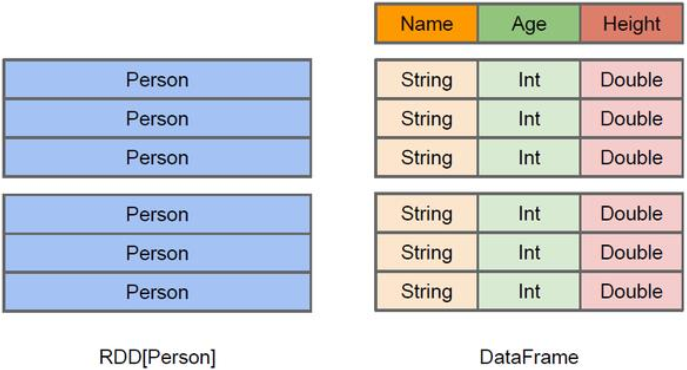 Name Age Height
Person String Int Double
Person String Int Double
Person String Int Double
Person String Int Double
Person String Int Double
Person String Int Double
RDD[Person] DataFrame